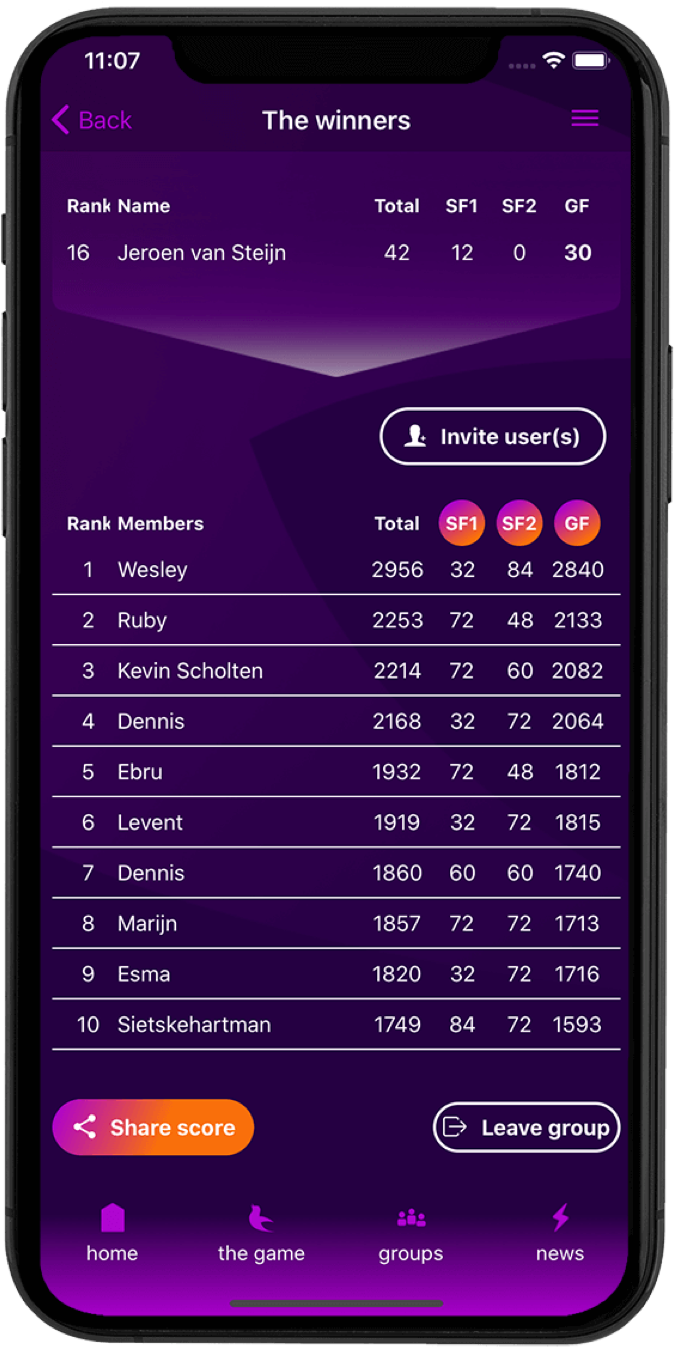 11:07
Back The winners
Rank Name Total SF1 SF2 GF
16 Jeroen van Steijn 42 12 0 30
Invite user(s)
Rank Members Total SF1 SF2 GF
1 Wesley 2956 32 84 2840
2 Ruby 2253 72 48 2133
3 Kevin Scholten 2214 72 60 2082
4 Dennis 2168 32 72 2064
5 Ebru 1932 72 48 1812
6 Levent 1919 32 72 1815
7 Dennis 1860 60 60 1740
8 Marijn 1857 72 72 1713
9 Esma 1820 32 72 1716
10 Sietskehartman 1749 84 72 1593
Share score Leave group
home the game groups news